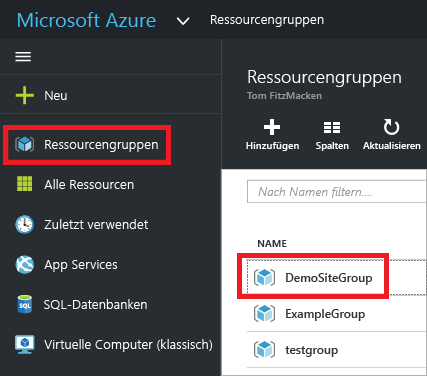 Microsoft Azure
Ressourcengruppen
Neu
Ressourcengruppen
Alle Ressourcen
Zuletzt verwendet
App Services
SQL
SQL-Datenbanken
Virtuelle Computer (klassisch)
Ressourcengruppen
Tom FitzMacken
Hinzufügen
Spalten
Aktualisieren
Nach Namen filtern....
NAME
DemoSiteGroup
ExampleGroup
testgroup